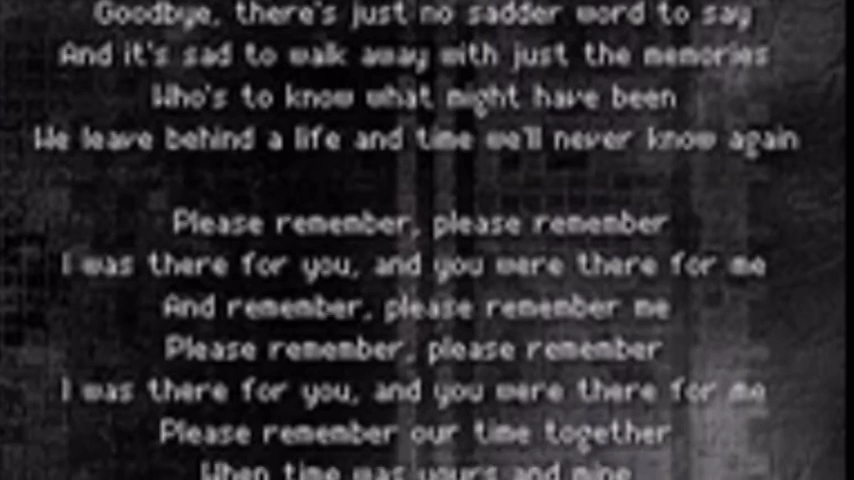 Goodbye, there's just no sadder word to say
And it's sad to walk away with just the memories
Who's to know what might have been
We leave behind a life and time we'll never know again
Please remember, please remember
I was there for you, and you were there for me
And remember, please remember me
Please remember, please remember
I was there for you, and you were there for me
Please remember our time together
When time was yours and mine